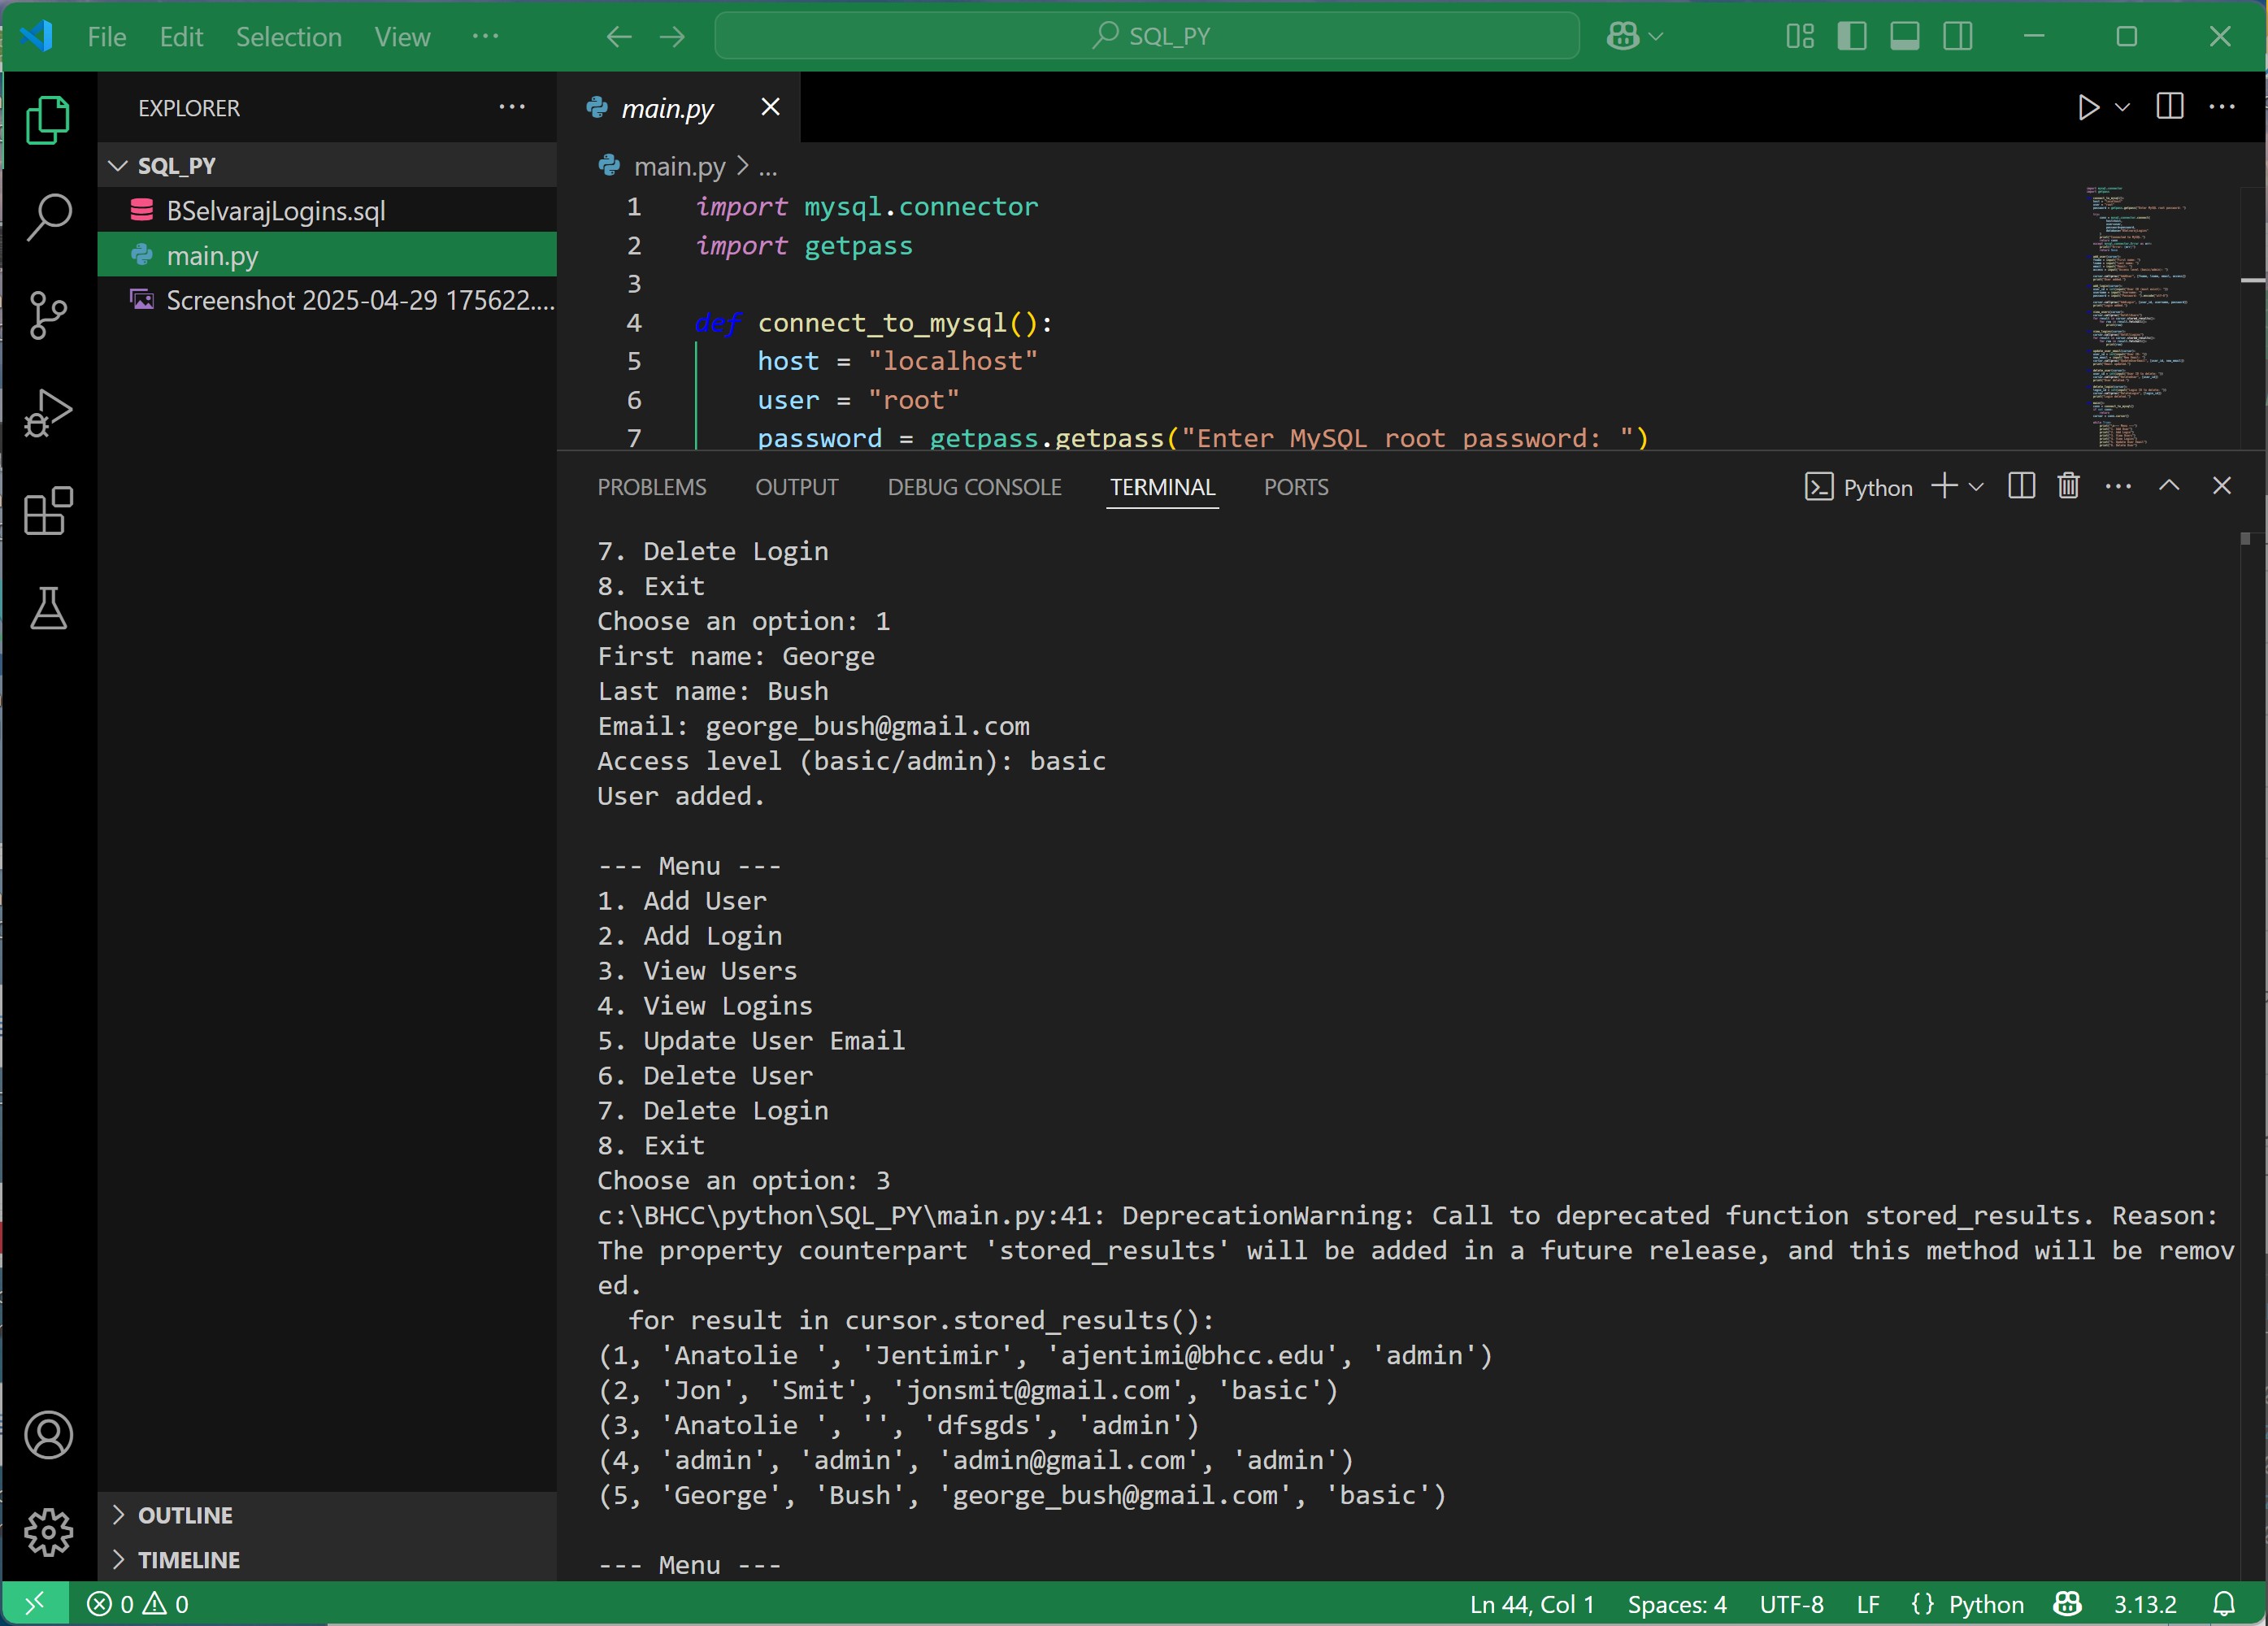 File Edit Selection View ··· SQL_PY
EXPLORER ···
main.py
SQL_PY
main.py > ...
BSelvarajLogins.sql
main.py
Screenshot 2025-04-29 175622....
1 import mysql.connector
2 import getpass
3
4 def connect_to_mysql():
5 host = "localhost"
6 user = "root"
7 password = getpass.getpass("Enter MySQL root password: ")
PROBLEMS OUTPUT DEBUG CONSOLE TERMINAL PORTS Python
7. Delete Login
8. Exit
Choose an option: 1
First name: George
Last name: Bush
Email: george_bush@gmail.com
Access level (basic/admin): basic
User added.
--- Menu ---
1. Add User
2. Add Login
3. View Users
4. View Logins
5. Update User Email
6. Delete User
7. Delete Login
8. Exit
Choose an option: 3
c:\BHCC\python\SQL_PY\main.py:41: DeprecationWarning: Call to deprecated function stored_results. Reason:
The property counterpart 'stored_results' will be added in a future release, and this method will be remov
ed.
for result in cursor.stored_results():
(1, 'Anatolie ', 'Jentimir', 'ajentimi@bhcc.edu', 'admin')
(2, 'Jon', 'Smit', 'jonsmit@gmail.com', 'basic')
(3, 'Anatolie ', '', 'dfsgds', 'admin')
(4, 'admin', 'admin', 'admin@gmail.com', 'admin')
(5, 'George', 'Bush', 'george_bush@gmail.com', 'basic')
--- Menu ---
OUTLINE
TIMELINE
0 0 Ln 44, Col 1 Spaces: 4 UTF-8 LF {} Python 3.13.2